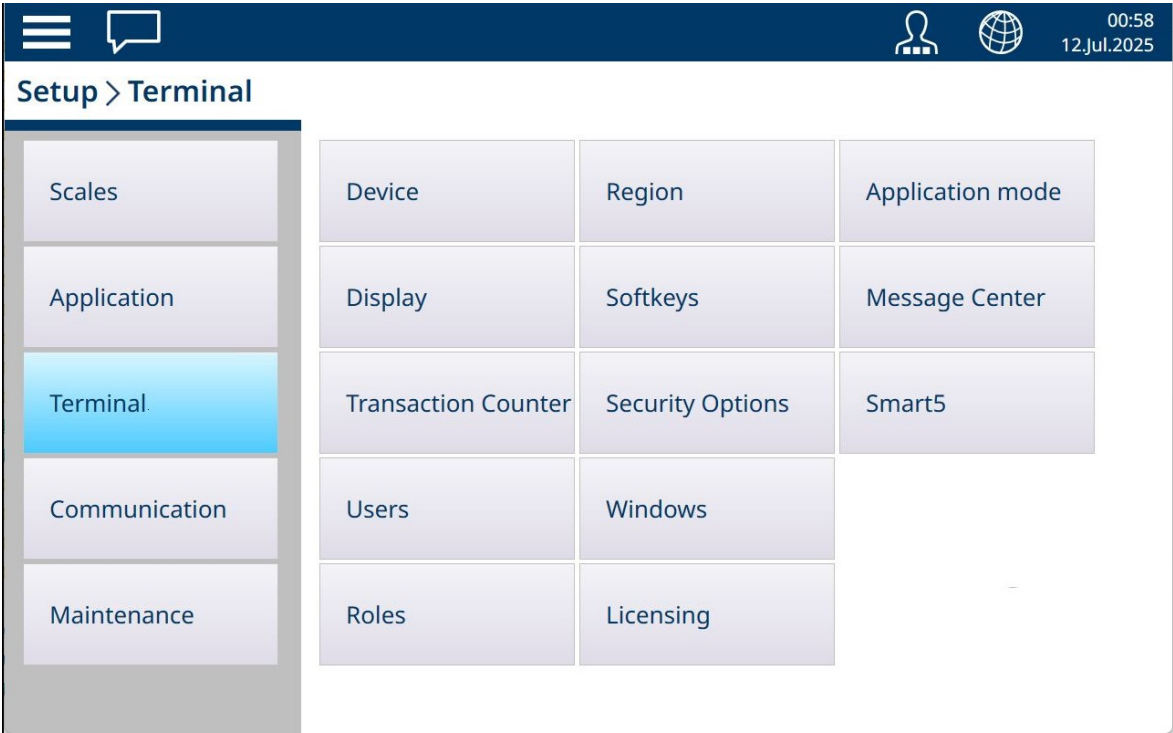 00:58
12.Jul.2025
Setup > Terminal
Scales
Application
Terminal
Communication
Maintenance
Device
Region
Application mode
Display
Softkeys
Message Center
Transaction Counter
Security Options
Smart5
Users
Windows
Roles
Licensing